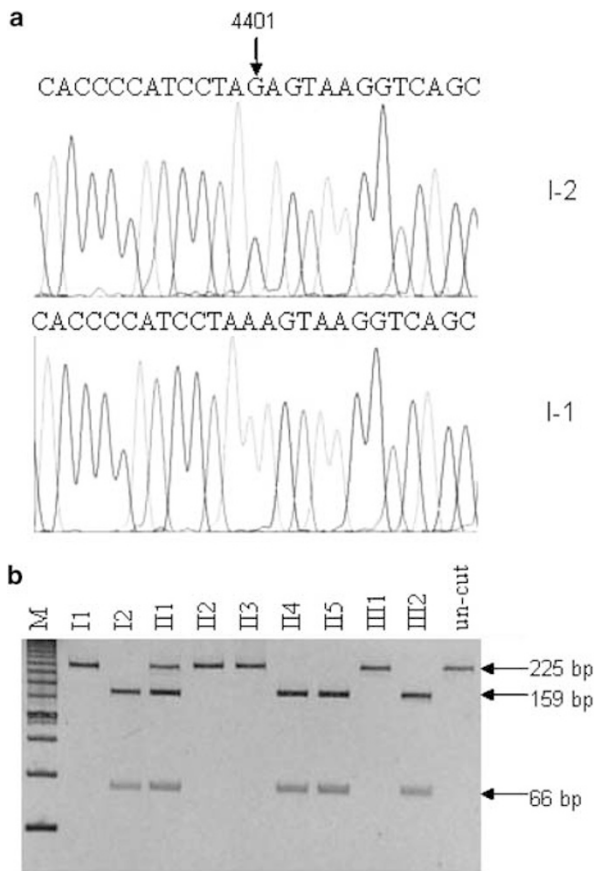 a
4401
CACCCCATCCTAGAGTAAGGTCAGC
I-2
CACCCCATCCTAAAGTAAGGTCAGC
I-1
b
M I1 I2 II1 II2 II3 II4 II5 III1 III2 un-cut
225 bp
159 bp
66 bp